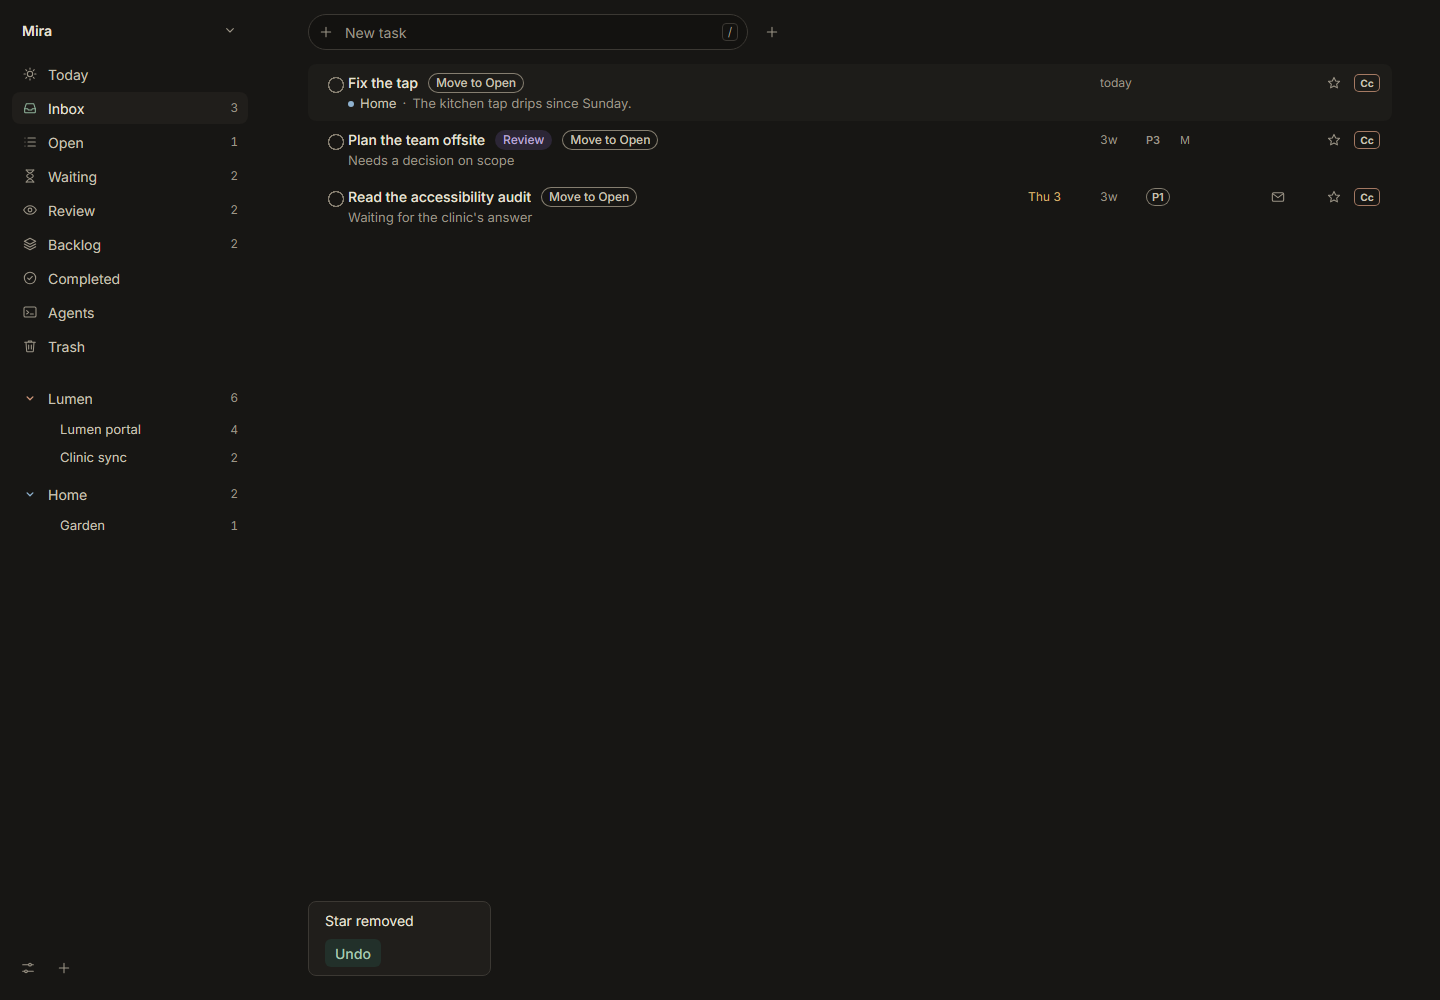 Mira
Today
Inbox 3
Open 1
Waiting 2
Review 2
Backlog 2
Completed
Agents
Trash
Lumen 6
Lumen portal 4
Clinic sync 2
Home 2
Garden 1
New task /
Fix the tap Move to Open today Cc
Home · The kitchen tap drips since Sunday.
Plan the team offsite Review Move to Open 3w P3 M Cc
Needs a decision on scope
Read the accessibility audit Move to Open Thu 3 3w P1 Cc
Waiting for the clinic's answer
Star removed
Undo